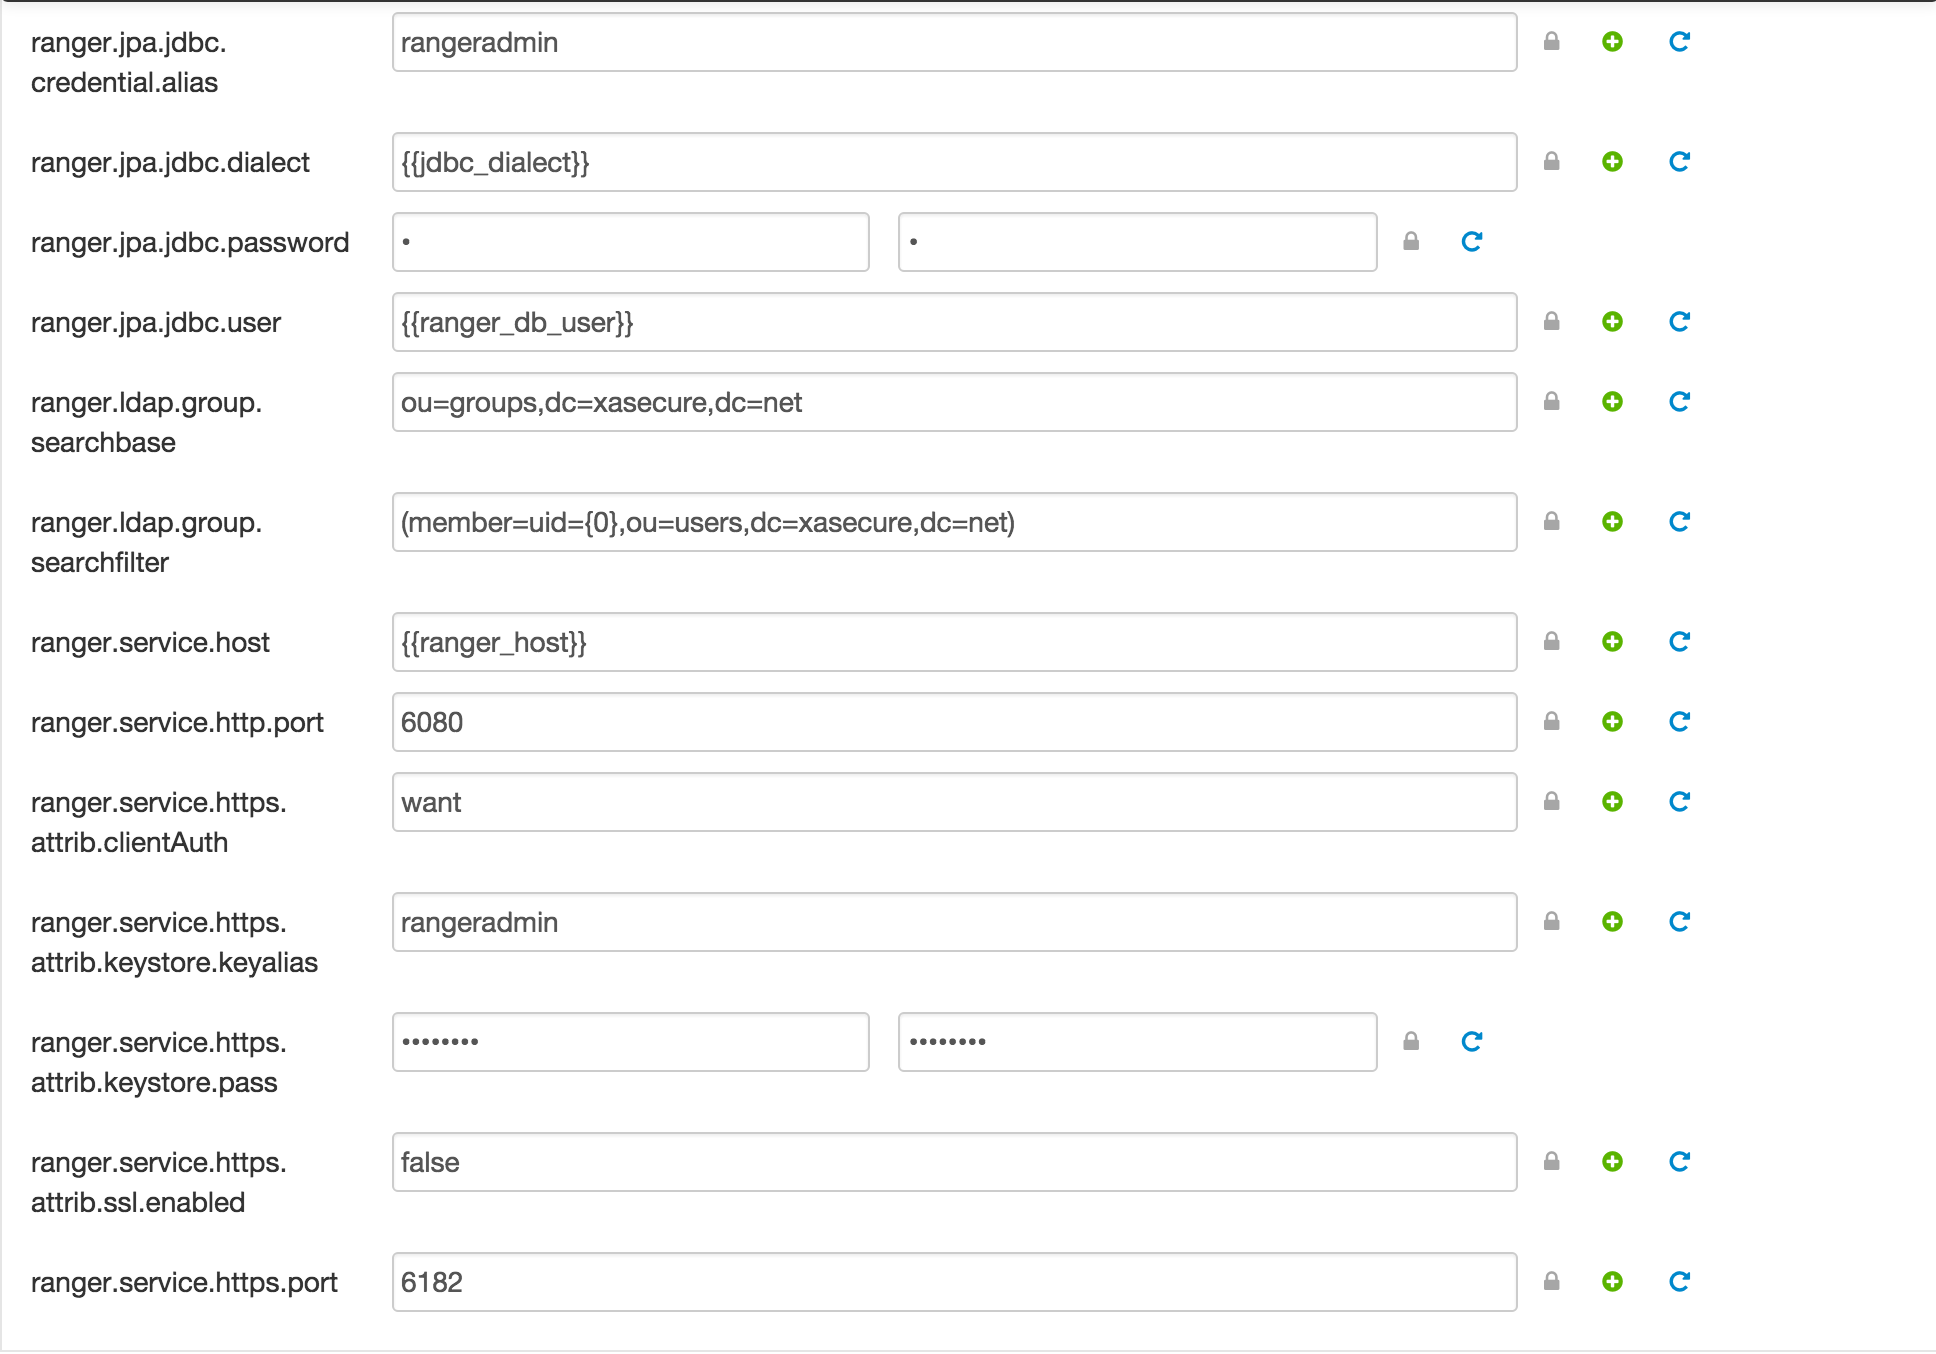 ranger.jpa.jdbc. rangeradmin
credential.alias
ranger.jpa.jdbc.dialect {{jdbc_dialect}}
ranger.jpa.jdbc.password • •
ranger.jpa.jdbc.user {{ranger_db_user}}
ranger.ldap.group. ou=groups,dc=xasecure,dc=net
searchbase
ranger.ldap.group. (member=uid={0},ou=users,dc=xasecure,dc=net)
searchfilter
ranger.service.host {{ranger_host}}
ranger.service.http.port 6080
ranger.service.https. want
attrib.clientAuth
ranger.service.https. rangeradmin
attrib.keystore.keyalias
ranger.service.https. •••••••• ••••••••
attrib.keystore.pass
ranger.service.https. false
attrib.ssl.enabled
ranger.service.https.port 6182